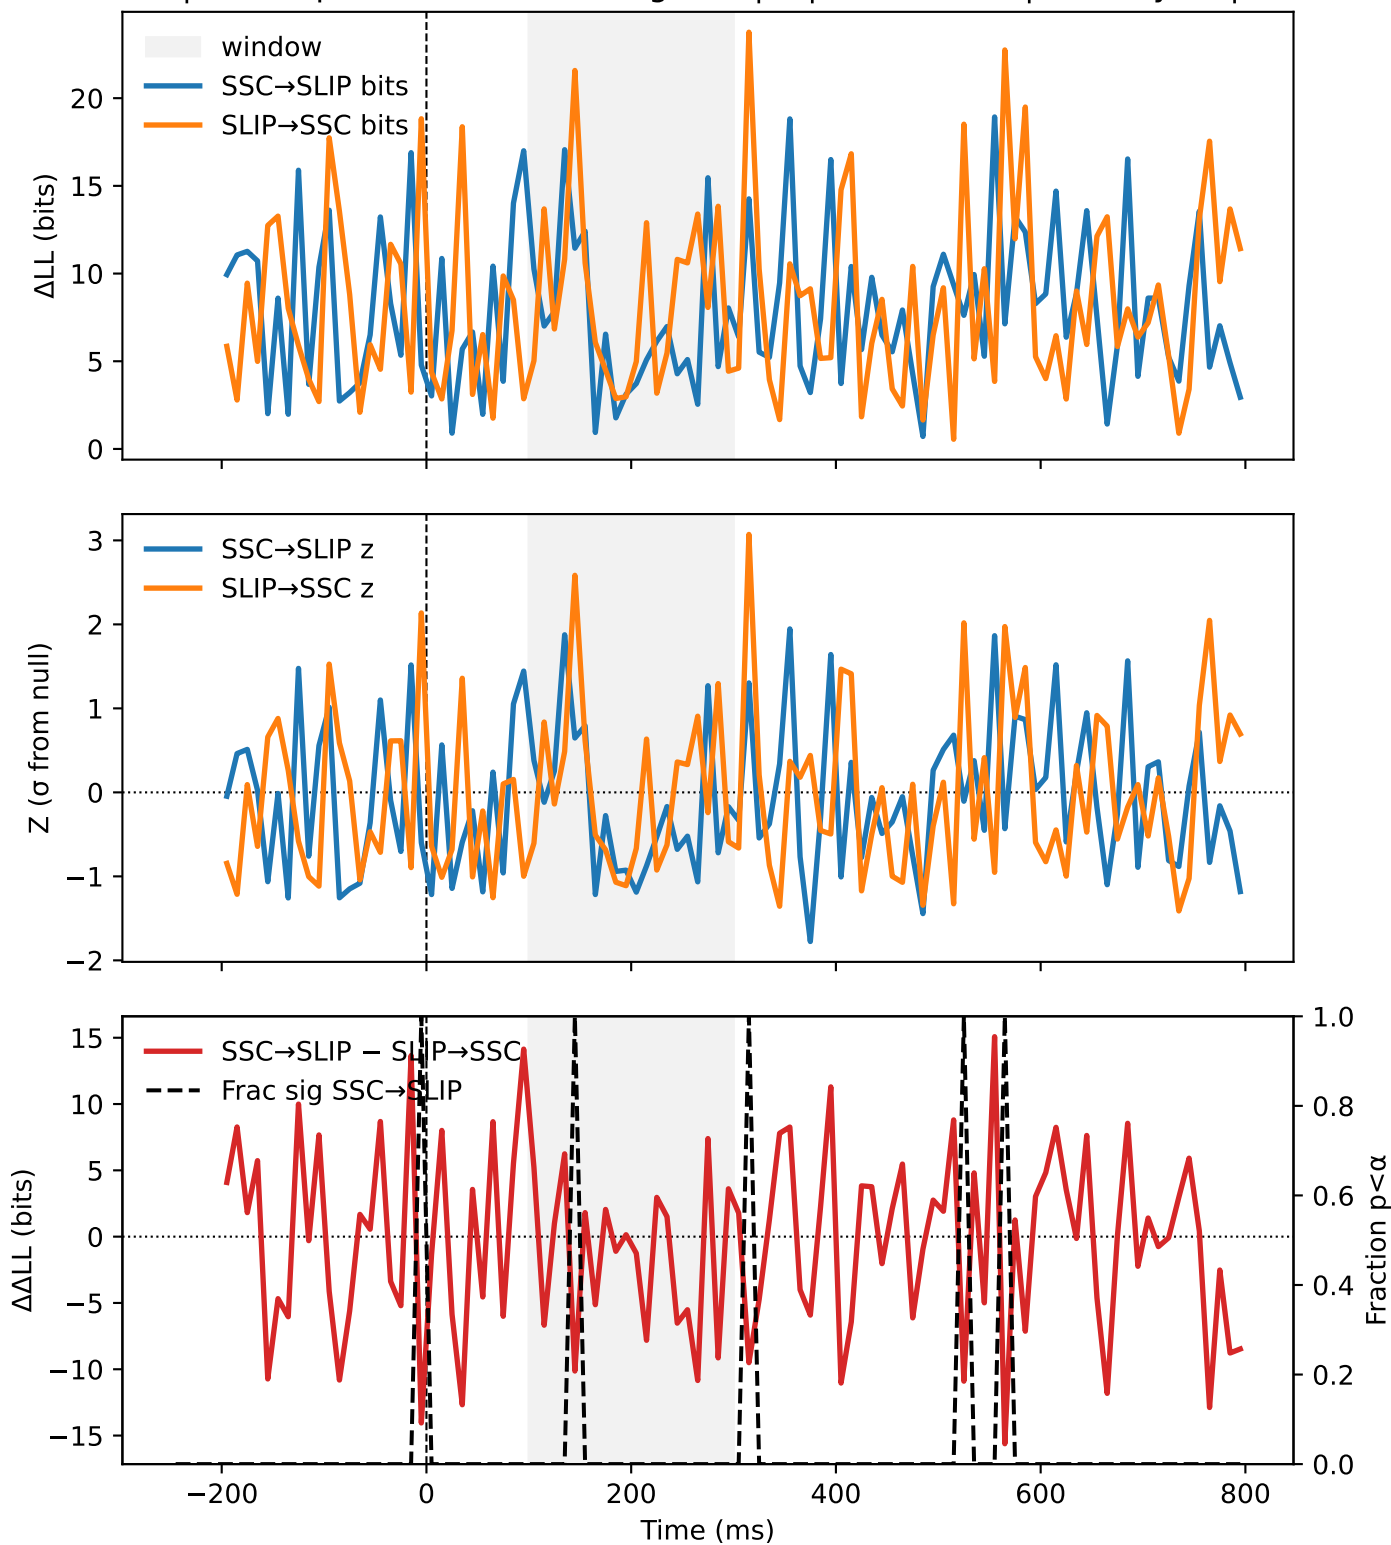 window
SSC→SLIP bits
SLIP→SSC bits
20
15
10
5
0
ΔLL (bits)
SSC→SLIP z
SLIP→SSC z
3
2
1
0
−1
−2
Z (σ from null)
SSC→SLIP − SLIP→SSC
Frac sig SSC→SLIP
15
10
5
0
−5
−10
−15
ΔΔLL (bits)
1.0
0.8
0.6
0.4
0.2
0.0
Fraction p<α
−200
0
200
400
600
800
Time (ms)